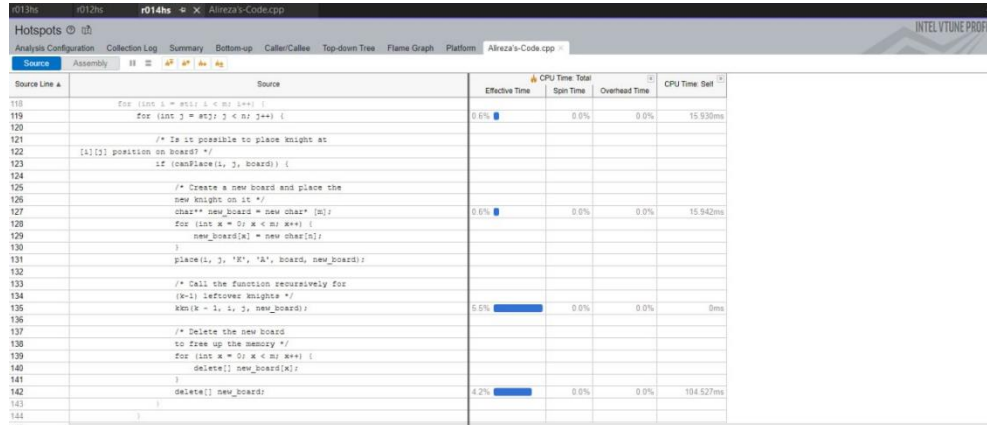 r013hs r012hs r014hs Alireza's-Code.cpp
Hotspots
INTEL VTUNE PROFI
Analysis Configuration Collection Log Summary Bottom-up Caller/Callee Top-down Tree Flame Graph Platform Alireza's-Code.cpp
Source Assembly
Source Line Source CPU Time: Total CPU Time: Self
Effective Time Spin Time Overhead Time
118 for (int i = sti; i < m; i++) {
119 for (int j = stj; j < n; j++) { 0.6% 0.0% 0.0% 15.930ms
120
121 /* Is it possible to place knight at
122 [i][j] position on board? */
123 if (canPlace(i, j, board)) {
124
125 /* Create a new board and place the
126 new knight on it */
127 char** new_board = new char* [m]; 0.6% 0.0% 0.0% 15.942ms
128 for (int x = 0; x < m; x++) {
129 new_board[x] = new char[n];
130 }
131 place(i, j, 'K', 'A', board, new_board);
132
133 /* Call the function recursively for
134 (k-1) leftover knights */
135 kkn(k - 1, i, j, new_board); 5.5% 0.0% 0.0% 0ms
136
137 /* Delete the new board
138 to free up the memory */
139 for (int x = 0; x < m; x++) {
140 delete[] new_board[x];
141 }
142 delete[] new_board; 4.2% 0.0% 0.0% 104.527ms
143 }
144 }